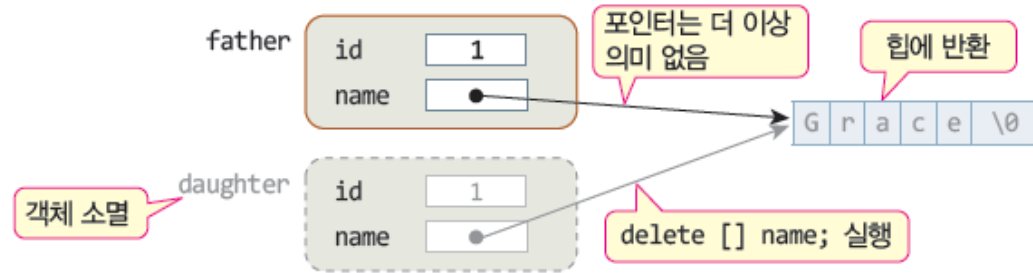 father
id 1
name
포인터는 더 이상
의미 없음
힙에 반환
G r a c e \0
daughter
id 1
name
객체 소멸
delete [] name; 실행